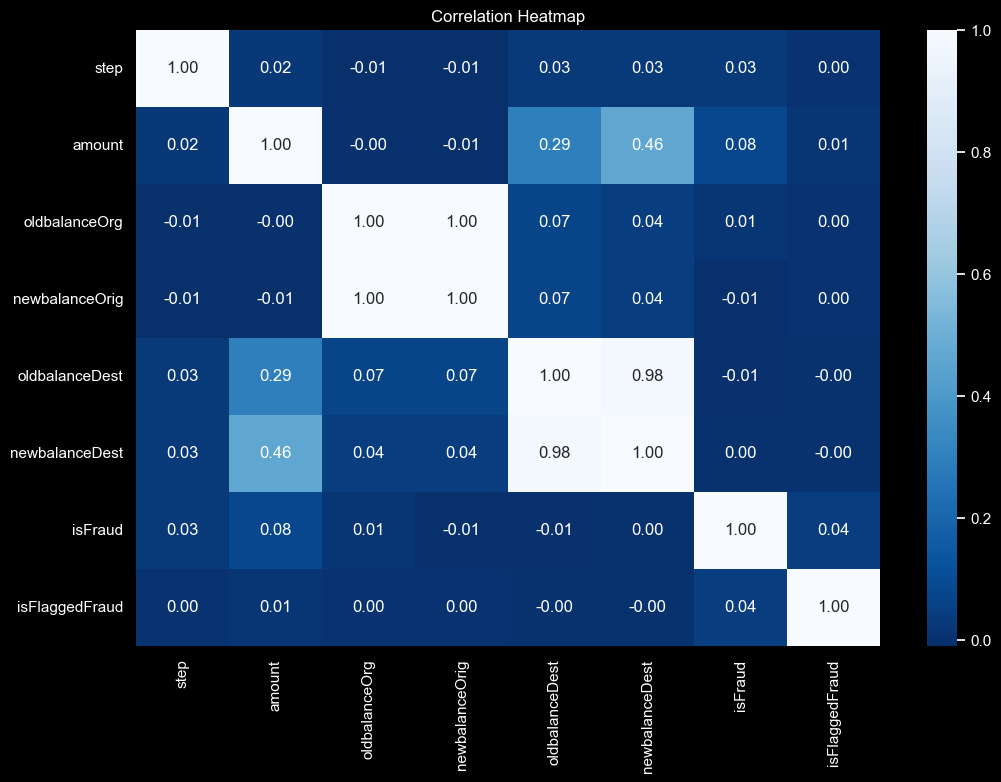 Correlation Heatmap
step 1.00 0.02 -0.01 -0.01 0.03 0.03 0.03 0.00
amount 0.02 1.00 -0.00 -0.01 0.29 0.46 0.08 0.01
oldbalanceOrg -0.01 -0.00 1.00 1.00 0.07 0.04 0.01 0.00
newbalanceOrig -0.01 -0.01 1.00 1.00 0.07 0.04 -0.01 0.00
oldbalanceDest 0.03 0.29 0.07 0.07 1.00 0.98 -0.01 -0.00
newbalanceDest 0.03 0.46 0.04 0.04 0.98 1.00 0.00 -0.00
isFraud 0.03 0.08 0.01 -0.01 -0.01 0.00 1.00 0.04
isFlaggedFraud 0.00 0.01 0.00 0.00 -0.00 -0.00 0.04 1.00
step
amount
oldbalanceOrg
newbalanceOrig
oldbalanceDest
newbalanceDest
isFraud
isFlaggedFraud
1.0
0.8
0.6
0.4
0.2
0.0